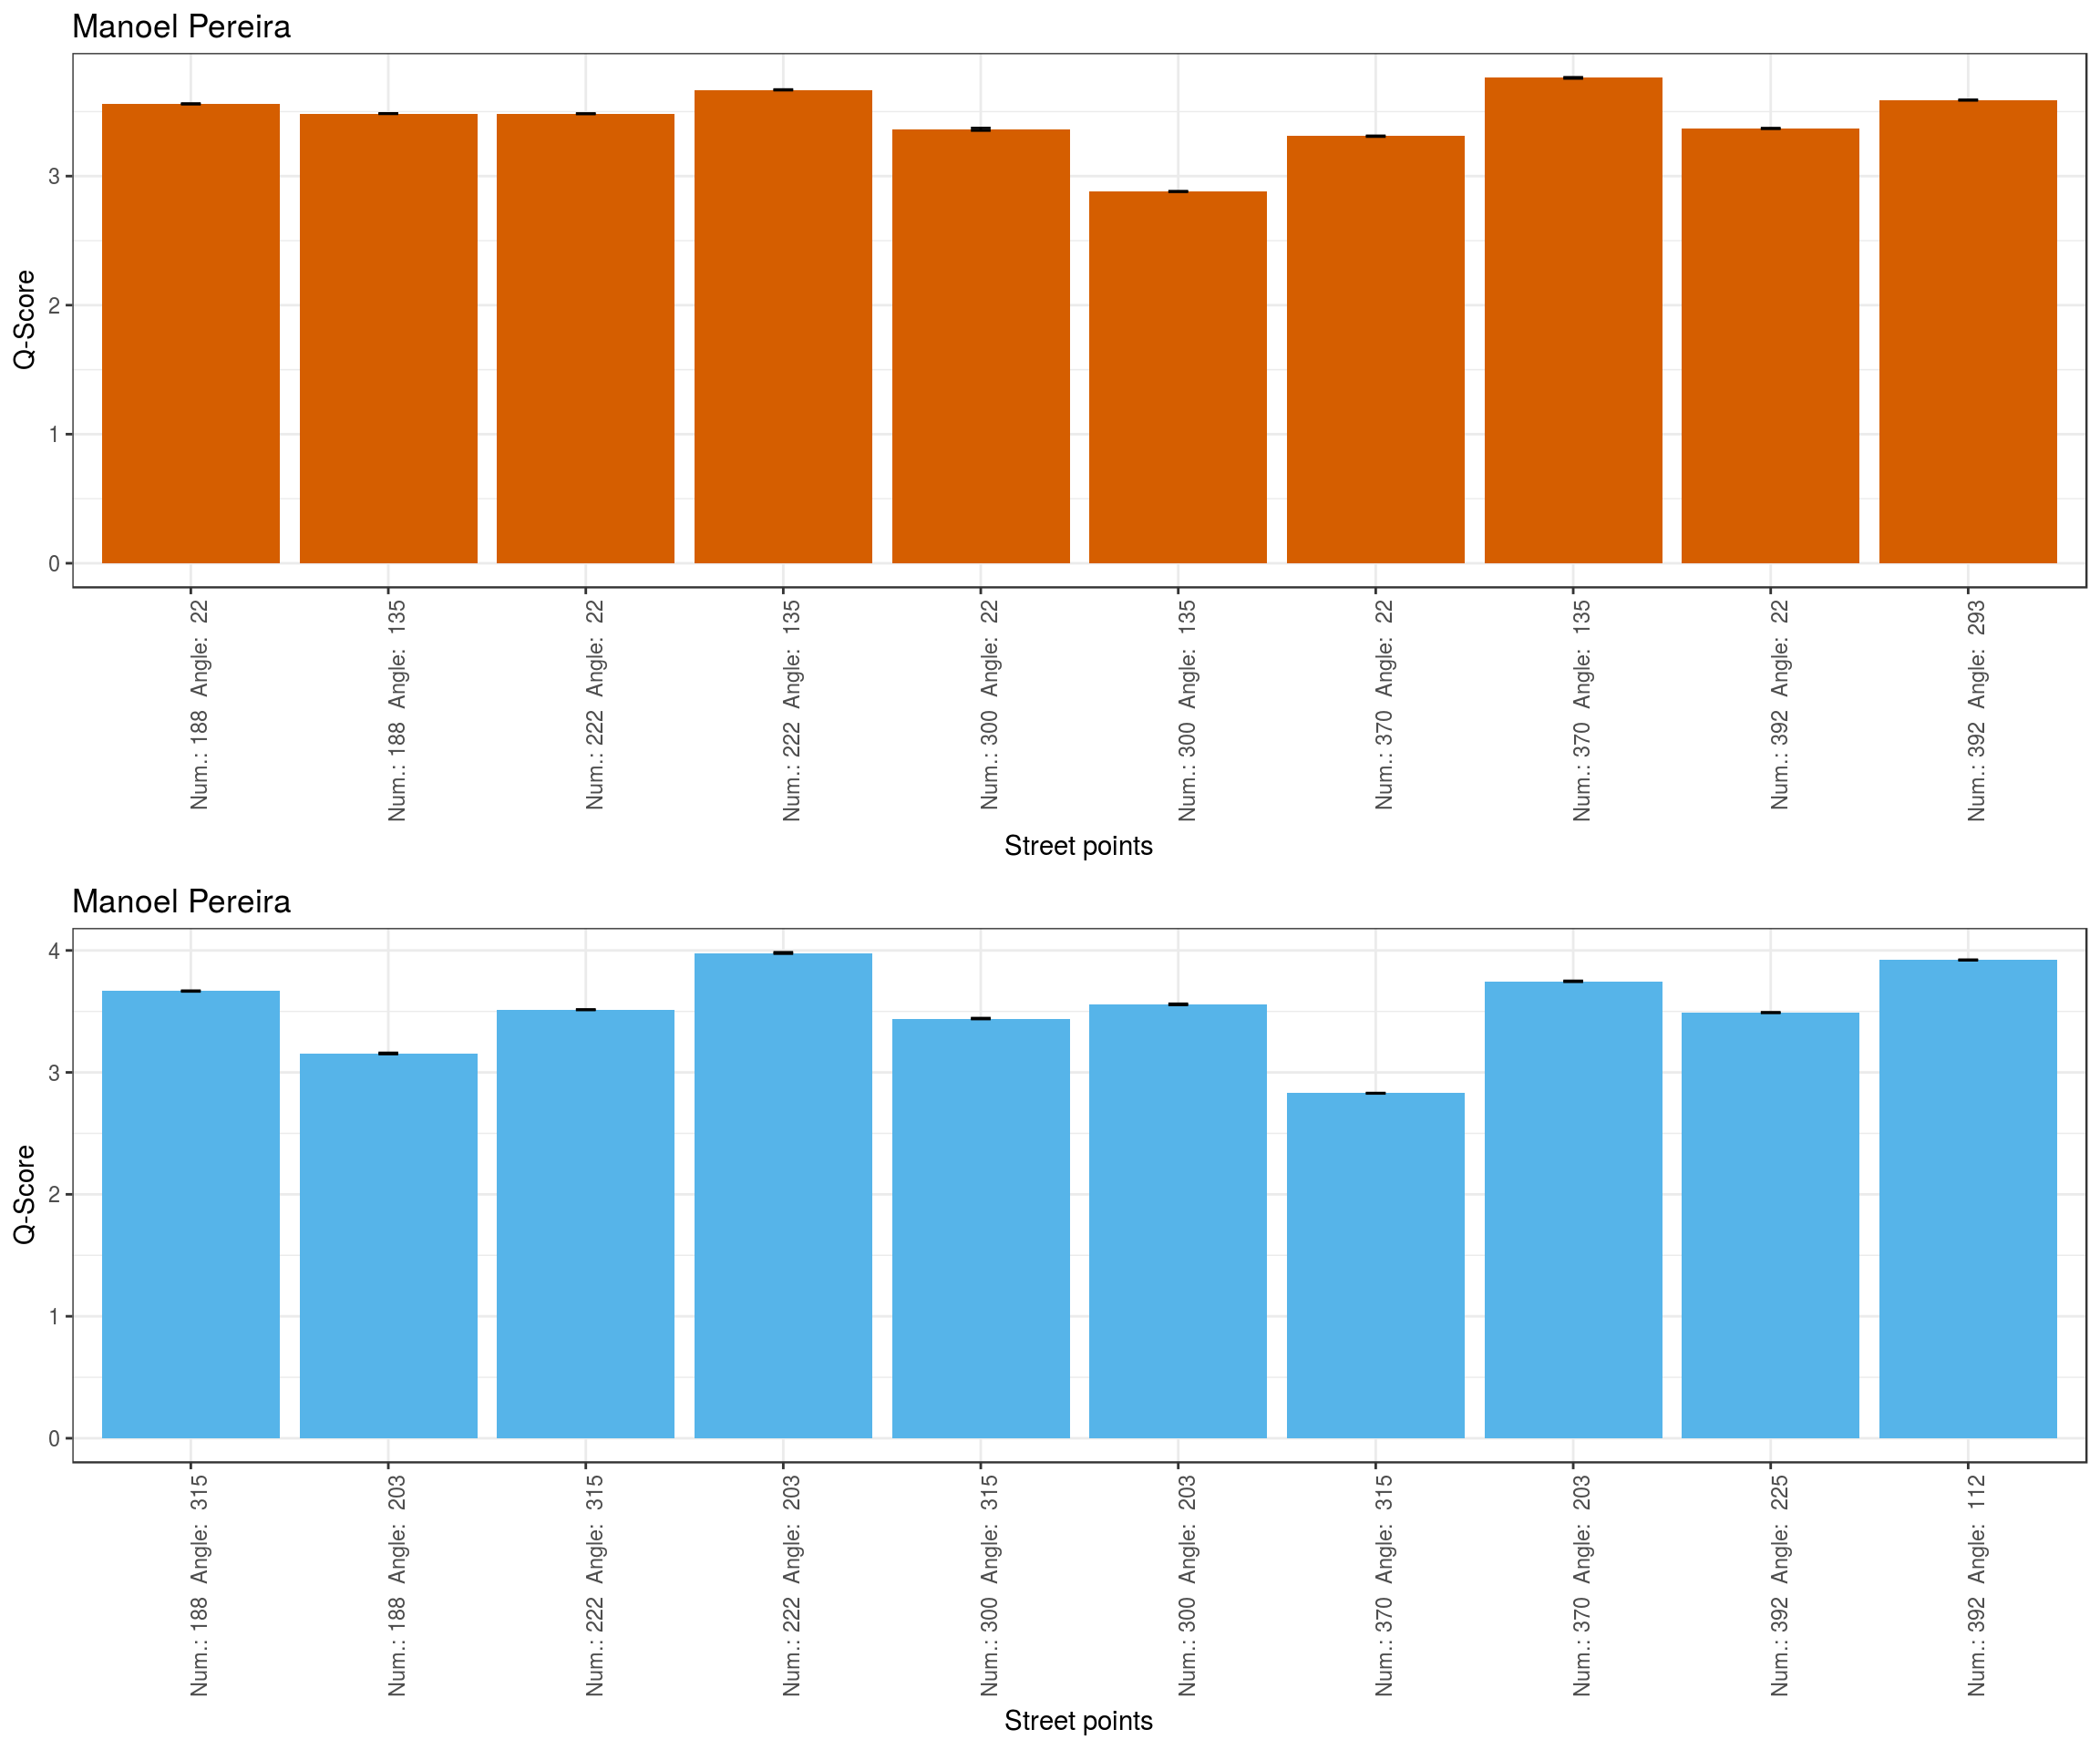 Manoel Pereira
Q-Score
3
2
1
0
Num.: 188 Angle: 22
Num.: 188 Angle: 135
Num.: 222 Angle: 22
Num.: 222 Angle: 135
Num.: 300 Angle: 22
Num.: 300 Angle: 135
Num.: 370 Angle: 22
Num.: 370 Angle: 135
Num.: 392 Angle: 22
Num.: 392 Angle: 293
Street points
Manoel Pereira
Q-Score
4
3
2
1
0
Num.: 188 Angle: 315
Num.: 188 Angle: 203
Num.: 222 Angle: 315
Num.: 222 Angle: 203
Num.: 300 Angle: 315
Num.: 300 Angle: 203
Num.: 370 Angle: 315
Num.: 370 Angle: 203
Num.: 392 Angle: 225
Num.: 392 Angle: 112
Street points